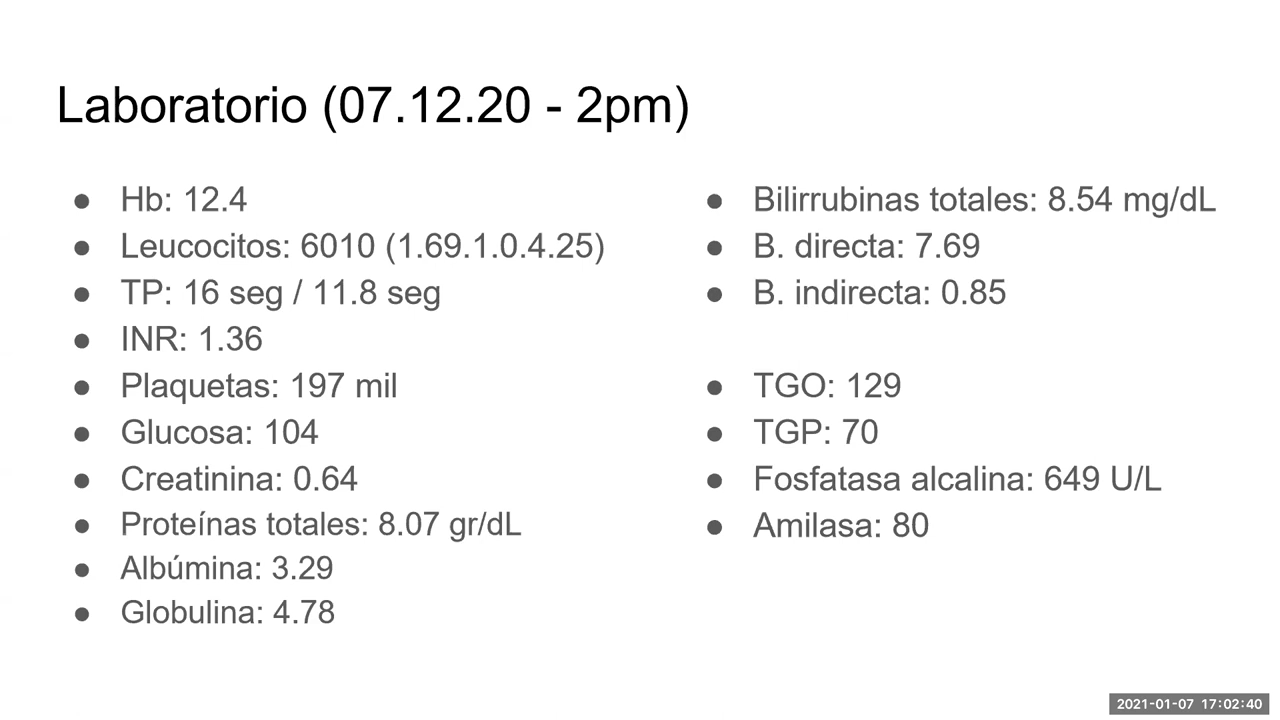 Laboratorio (07.12.20 - 2pm)
● Hb: 12.4
● Leucocitos: 6010 (1.69.1.0.4.25)
● TP: 16 seg / 11.8 seg
● INR: 1.36
● Plaquetas: 197 mil
● Glucosa: 104
● Creatinina: 0.64
● Proteínas totales: 8.07 gr/dL
● Albúmina: 3.29
● Globulina: 4.78
● Bilirrubinas totales: 8.54 mg/dL
● B. directa: 7.69
● B. indirecta: 0.85
● TGO: 129
● TGP: 70
● Fosfatasa alcalina: 649 U/L
● Amilasa: 80
2021-01-07 17:02:40